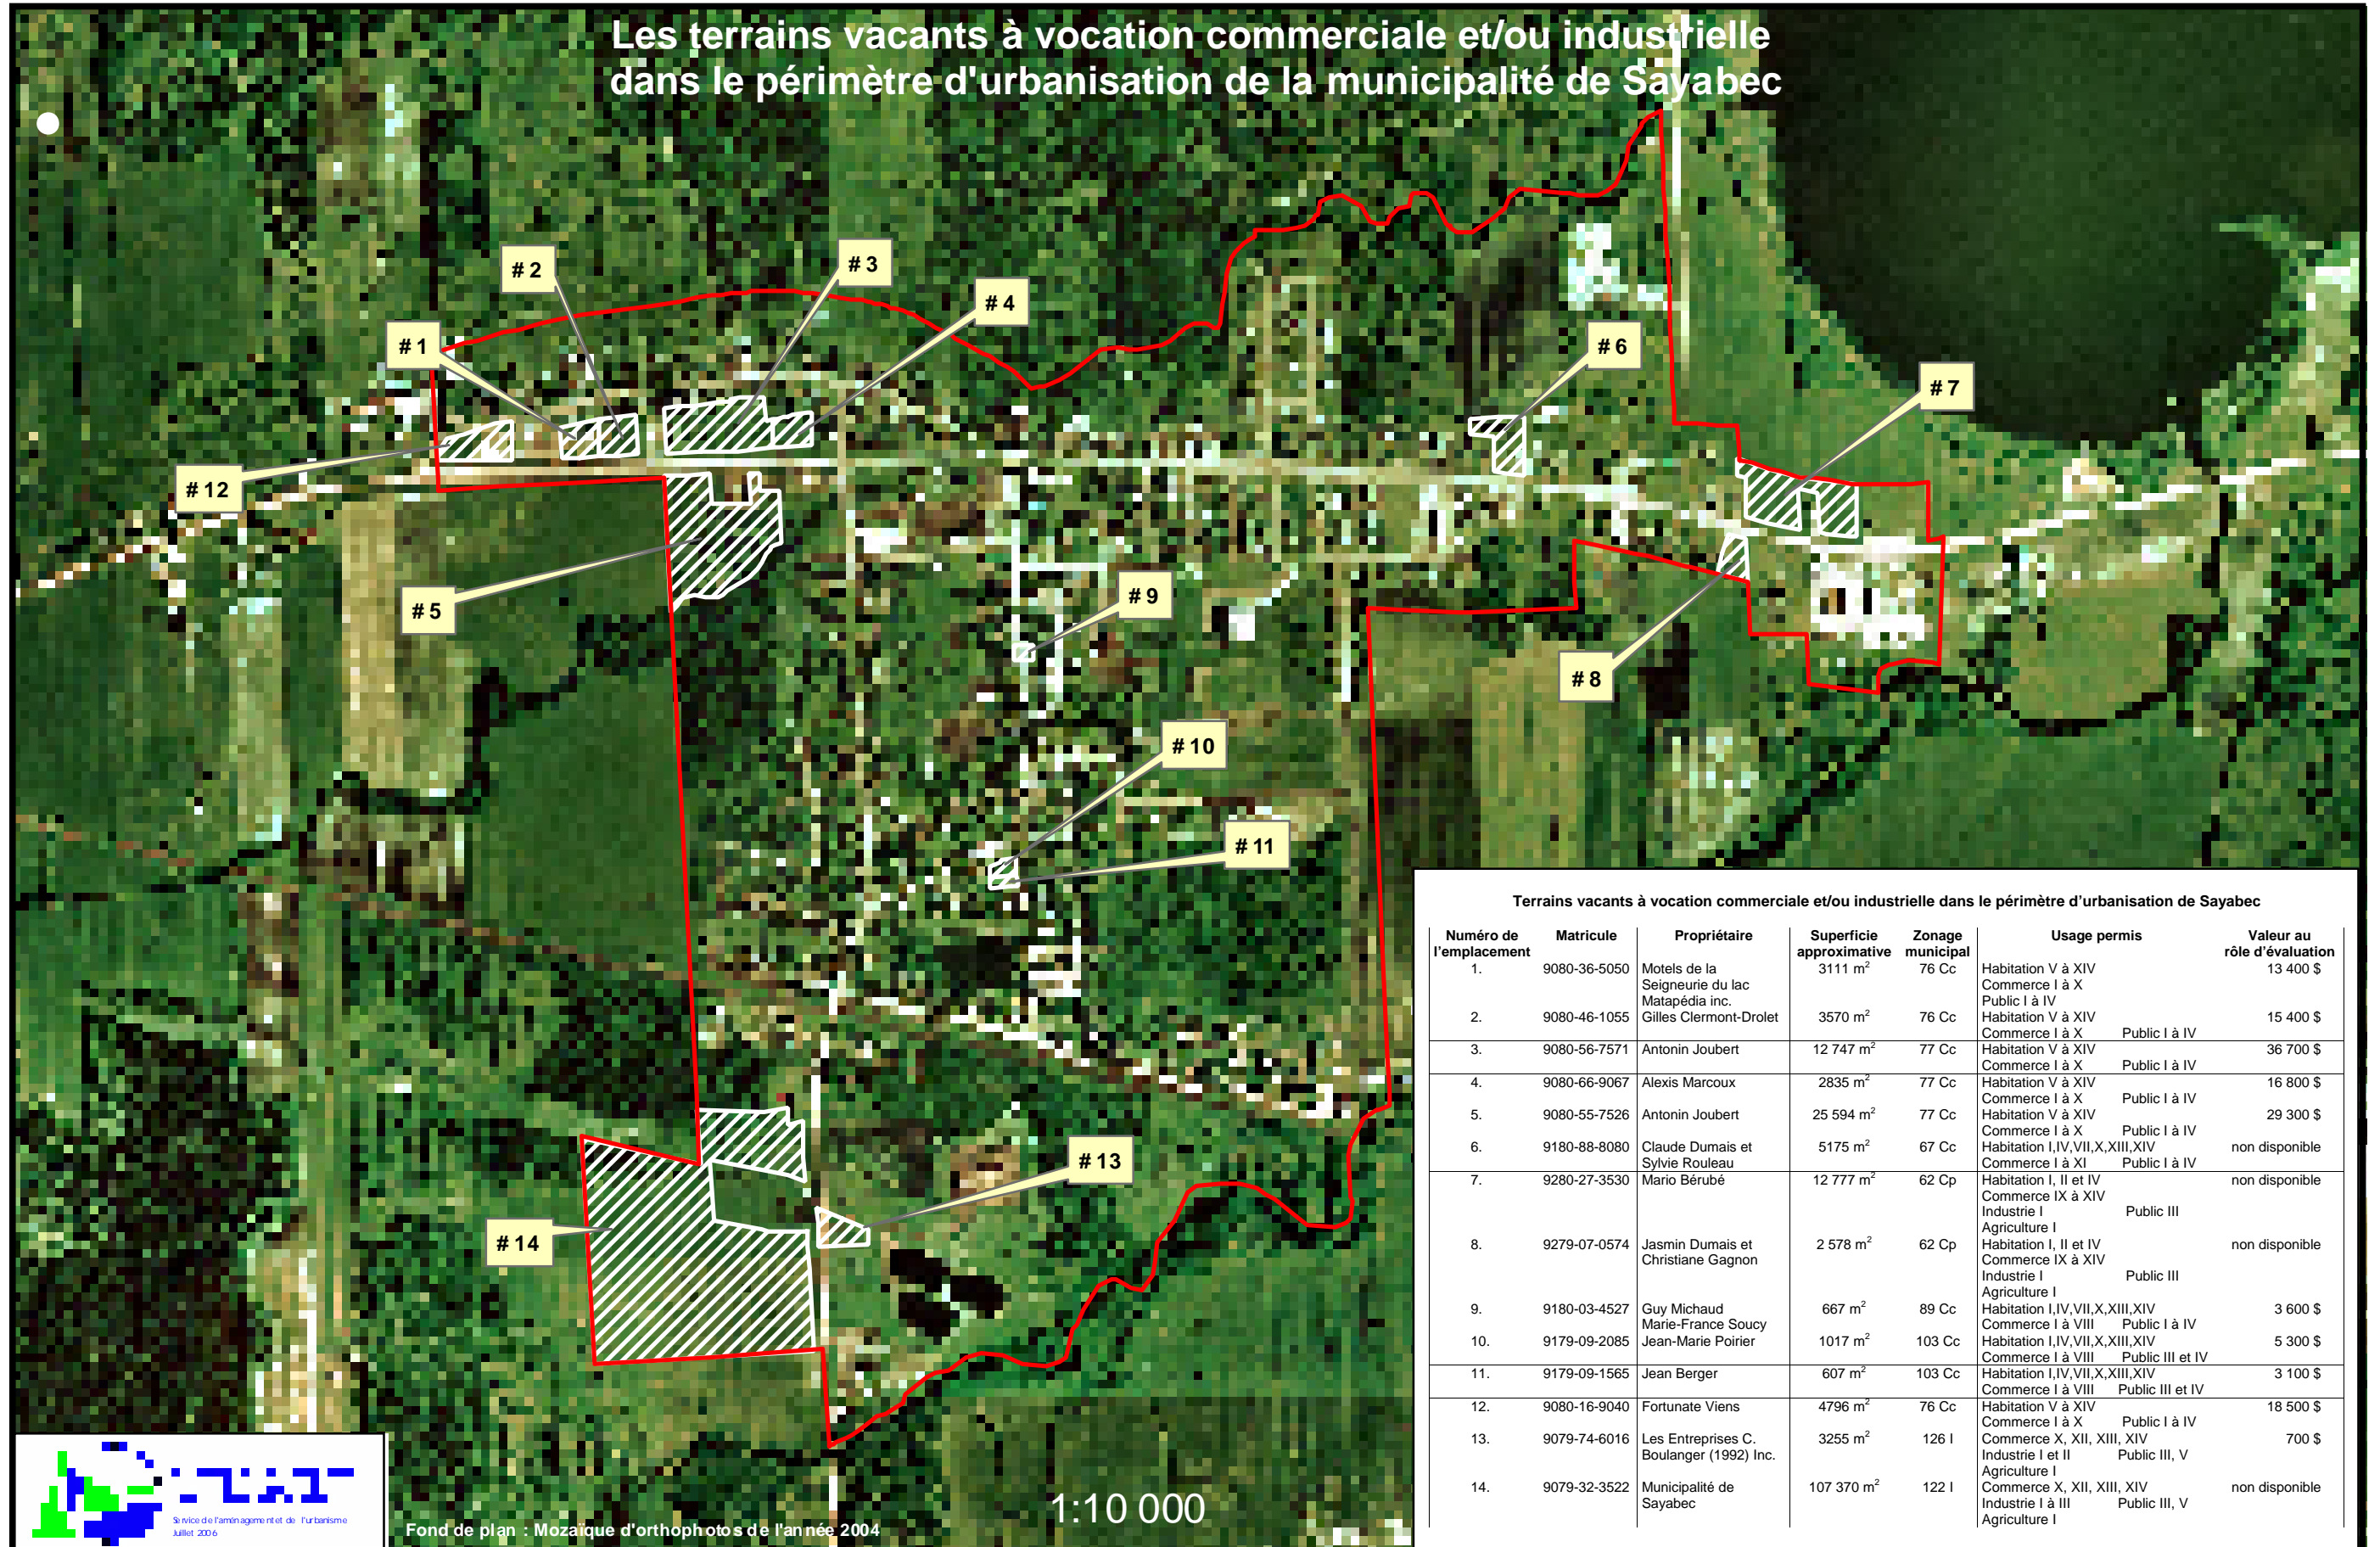 Les terrains vacants à vocation commerciale et/ou industrielle
dans le périmètre d'urbanisation de la municipalité de Sayabec
# 2
# 3
# 4
# 1
# 6
# 7
# 12
# 5
# 9
# 8
# 10
# 11
# 13
# 14
Terrains vacants à vocation commerciale et/ou industrielle dans le périmètre d'urbanisation de Sayabec
Numéro de Matricule Propriétaire Superficie Zonage Usage permis Valeur au
l'emplacement approximative municipal rôle d'évaluation
1. 9080-36-5050 Motels de la 3111 m² 76 Cc Habitation V à XIV 13 400 $
Seigneurie du lac Commerce I à X
Matapédia inc. Public I à IV
2. 9080-46-1055 Gilles Clermont-Drolet 3570 m² 76 Cc Habitation V à XIV 15 400 $
Commerce I à X Public I à IV
3. 9080-56-7571 Antonin Joubert 12 747 m² 77 Cc Habitation V à XIV 36 700 $
Commerce I à X Public I à IV
4. 9080-66-9067 Alexis Marcoux 2835 m² 77 Cc Habitation V à XIV 16 800 $
Commerce I à X Public I à IV
5. 9080-55-7526 Antonin Joubert 25 594 m² 77 Cc Habitation V à XIV 29 300 $
Commerce I à X Public I à IV
6. 9180-88-8080 Claude Dumais et 5175 m² 67 Cc Habitation I,IV,VII,X,XIII,XIV non disponible
Sylvie Rouleau Commerce I à XI Public I à IV
7. 9280-27-3530 Mario Bérubé 12 777 m² 62 Cp Habitation I, II et IV non disponible
Commerce IX à XIV
Industrie I Public III
Agriculture I
8. 9279-07-0574 Jasmin Dumais et 2 578 m² 62 Cp Habitation I, II et IV non disponible
Christiane Gagnon Commerce IX à XIV
Industrie I Public III
Agriculture I
9. 9180-03-4527 Guy Michaud 667 m² 89 Cc Habitation I,IV,VII,X,XIII,XIV 3 600 $
Marie-France Soucy Commerce I à VIII Public I à IV
10. 9179-09-2085 Jean-Marie Poirier 1017 m² 103 Cc Habitation I,IV,VII,X,XIII,XIV 5 300 $
Commerce I à VIII Public III et IV
11. 9179-09-1565 Jean Berger 607 m² 103 Cc Habitation I,IV,VII,X,XIII,XIV 3 100 $
Commerce I à VIII Public III et IV
12. 9080-16-9040 Fortunate Viens 4796 m² 76 Cc Habitation V à XIV 18 500 $
Commerce I à X Public I à IV
13. 9079-74-6016 Les Entreprises C. 3255 m² 126 I Commerce X, XII, XIII, XIV 700 $
Boulanger (1992) Inc. Industrie I et II Public III, V
Agriculture I
14. 9079-32-3522 Municipalité de 107 370 m² 122 I Commerce X, XII, XIII, XIV non disponible
Sayabec Industrie I à III Public III, V
Agriculture I
Service de l'aménagement et de l'urbanisme
Juillet 2006
Fond de plan : Mozaïque d'orthophotos de l'année 2004
1:10 000